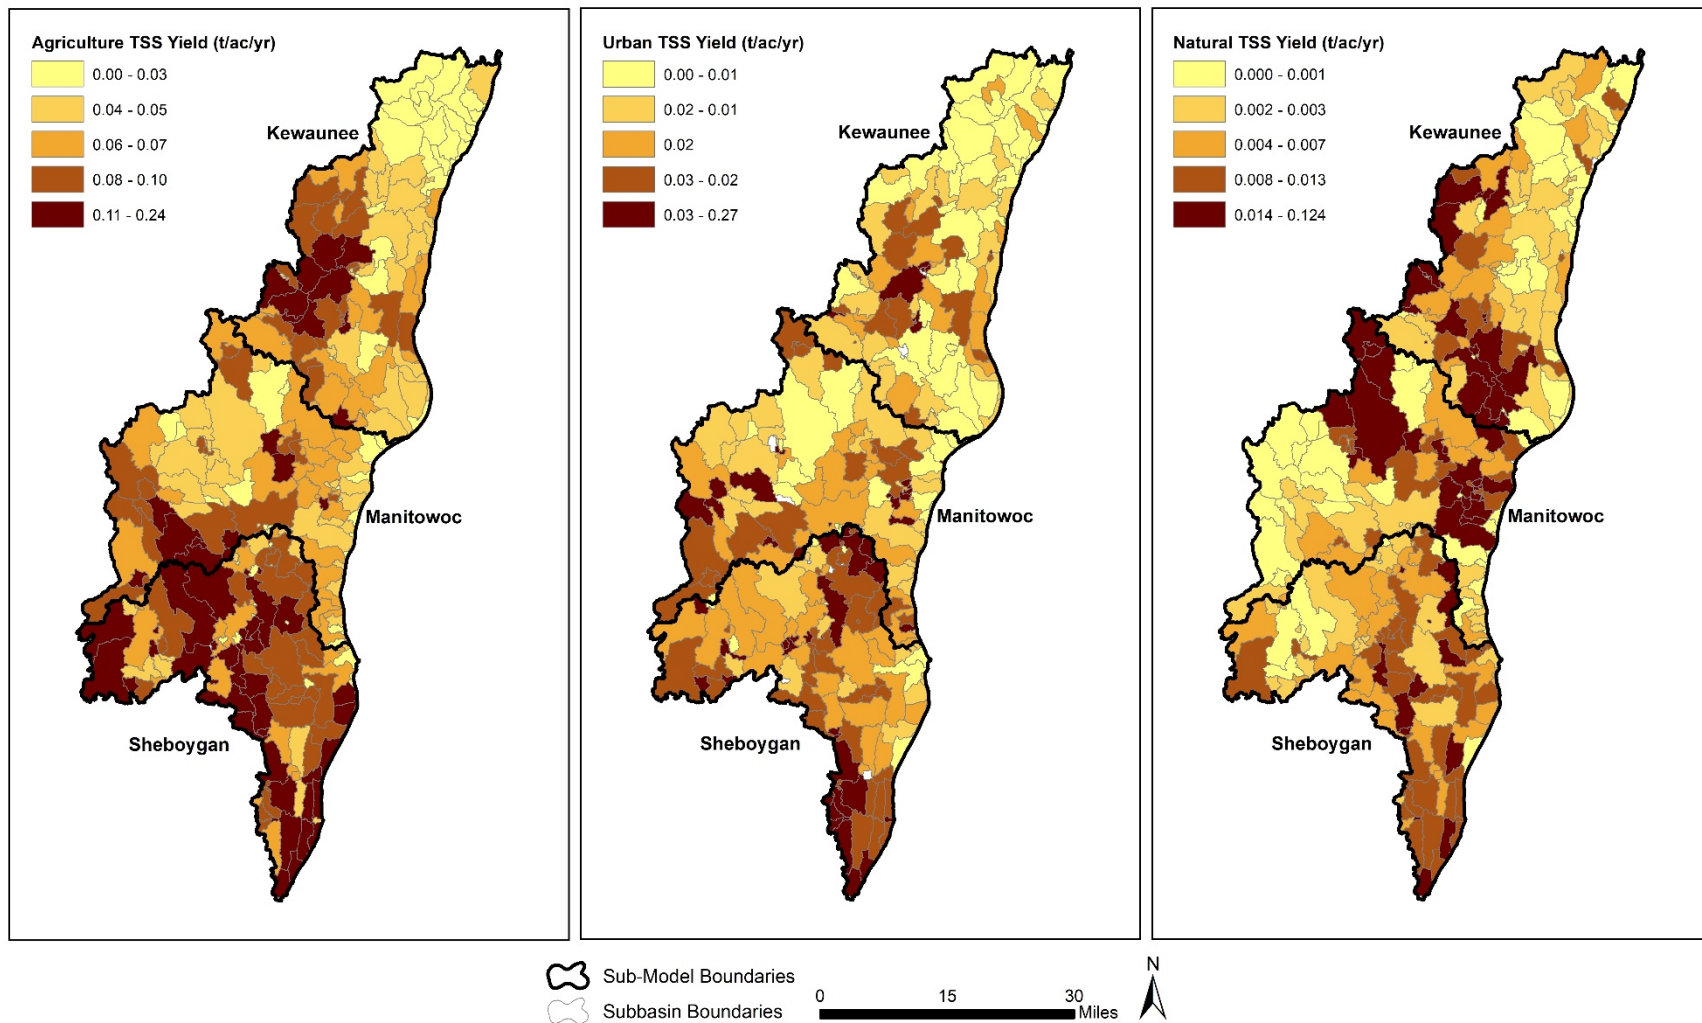 Agriculture TSS Yield (t/ac/yr)
0.00 - 0.03
0.04 - 0.05
0.06 - 0.07
0.08 - 0.10
0.11 - 0.24
Kewaunee
Manitowoc
Sheboygan
Urban TSS Yield (t/ac/yr)
0.00 - 0.01
0.02 - 0.01
0.02
0.03 - 0.02
0.03 - 0.27
Kewaunee
Manitowoc
Sheboygan
Natural TSS Yield (t/ac/yr)
0.000 - 0.001
0.002 - 0.003
0.004 - 0.007
0.008 - 0.013
0.014 - 0.124
Kewaunee
Manitowoc
Sheboygan
Sub-Model Boundaries
Subbasin Boundaries
0 15 30
Miles
N